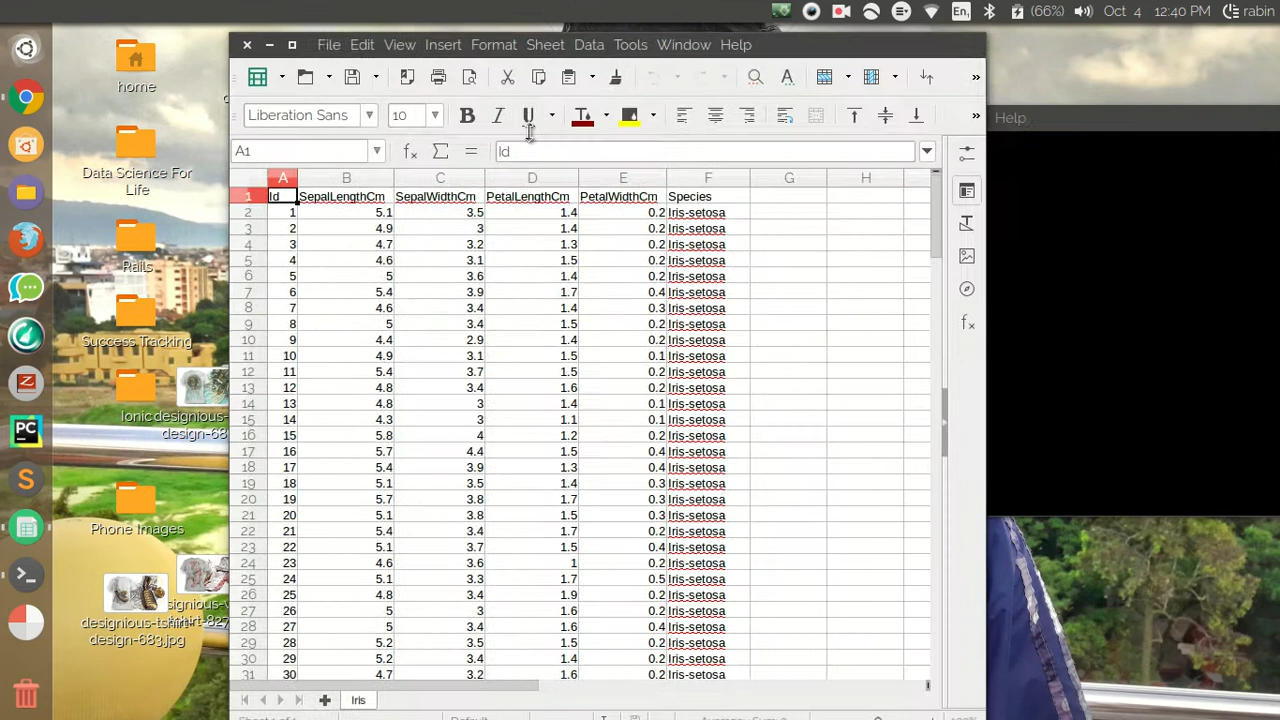 En₁ (66%) Oct 4 12:40 PM rabin
File Edit View Insert Format Sheet Data Tools Window Help
Help
Liberation Sans 10
A1 Id
A B C D E F G H
1 Id SepalLengthCm SepalWidthCm PetalLengthCm PetalWidthCm Species
2 1 5.1 3.5 1.4 0.2 Iris-setosa
3 2 4.9 3 1.4 0.2 Iris-setosa
4 3 4.7 3.2 1.3 0.2 Iris-setosa
5 4 4.6 3.1 1.5 0.2 Iris-setosa
6 5 5 3.6 1.4 0.2 Iris-setosa
7 6 5.4 3.9 1.7 0.4 Iris-setosa
8 7 4.6 3.4 1.4 0.3 Iris-setosa
9 8 5 3.4 1.5 0.2 Iris-setosa
10 9 4.4 2.9 1.4 0.2 Iris-setosa
11 10 4.9 3.1 1.5 0.1 Iris-setosa
12 11 5.4 3.7 1.5 0.2 Iris-setosa
13 12 4.8 3.4 1.6 0.2 Iris-setosa
14 13 4.8 3 1.4 0.1 Iris-setosa
15 14 4.3 3 1.1 0.1 Iris-setosa
16 15 5.8 4 1.2 0.2 Iris-setosa
17 16 5.7 4.4 1.5 0.4 Iris-setosa
18 17 5.4 3.9 1.3 0.4 Iris-setosa
19 18 5.1 3.5 1.4 0.3 Iris-setosa
20 19 5.7 3.8 1.7 0.3 Iris-setosa
21 20 5.1 3.8 1.5 0.3 Iris-setosa
22 21 5.4 3.4 1.7 0.2 Iris-setosa
23 22 5.1 3.7 1.5 0.4 Iris-setosa
24 23 4.6 3.6 1 0.2 Iris-setosa
25 24 5.1 3.3 1.7 0.5 Iris-setosa
26 25 4.8 3.4 1.9 0.2 Iris-setosa
27 26 5 3 1.6 0.2 Iris-setosa
28 27 5 3.4 1.6 0.4 Iris-setosa
29 28 5.2 3.5 1.5 0.2 Iris-setosa
30 29 5.2 3.4 1.4 0.2 Iris-setosa
31 30 4.7 3.2 1.6 0.2 Iris-setosa
Iris
home
Data Science For
Life
Rails
Success Tracking
Ionic
designious-
design-68
Phone Images
designious-tshirt-
design-683.jpg
PC
S
Z